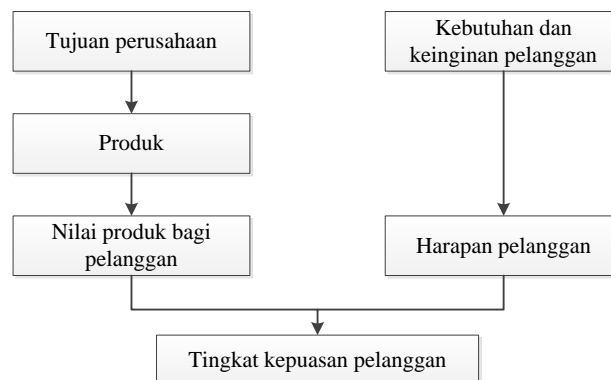 Tujuan perusahaan
Kebutuhan dan
keinginan pelanggan
Produk
Nilai produk bagi
pelanggan
Harapan pelanggan
Tingkat kepuasan pelanggan